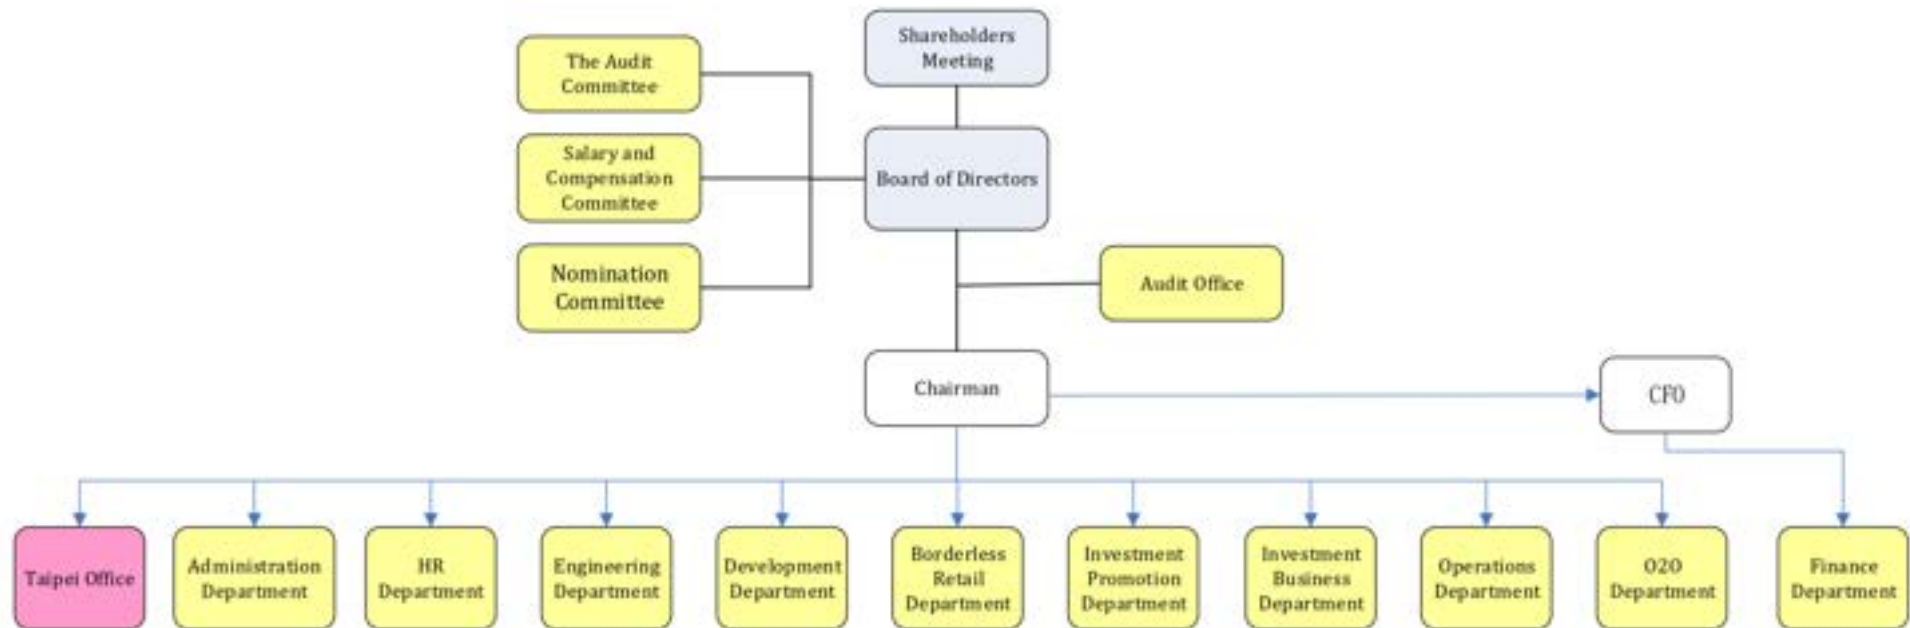 Shareholders
Meeting
The Audit
Committee
Salary and
Compensation
Committee
Board of Directors
Nomination
Committee
Audit Office
Chairman
CFO
Taipei Office
Administration
Department
HR
Department
Engineering
Department
Development
Department
Borderless
Retail
Department
Investment
Promotion
Department
Investment
Business
Department
Operations
Department
O2O
Department
Finance
Department